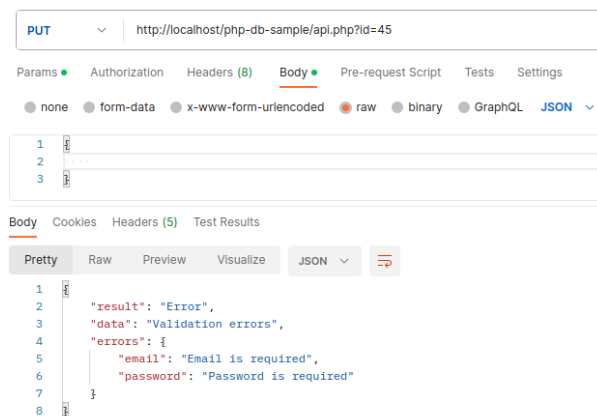 PUT http://localhost/php-db-sample/api.php?id=45
Params Authorization Headers (8) Body Pre-request Script Tests Settings
none form-data x-www-form-urlencoded raw binary GraphQL JSON
1 {
2
3 }
Body Cookies Headers (5) Test Results
Pretty Raw Preview Visualize JSON
1 {
2 "result": "Error",
3 "data": "Validation errors",
4 "errors": {
5 "email": "Email is required",
6 "password": "Password is required"
7 }
8 }